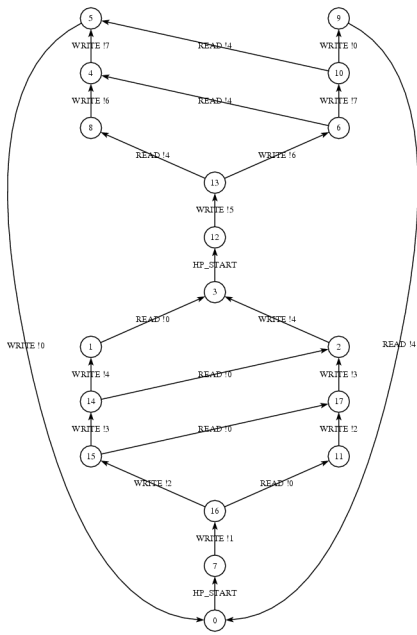 5 9
WRITE !7 READ !4 WRITE !0
4 10
WRITE !6 READ !4 WRITE !7
8 6
READ !4 WRITE !6
13
WRITE !5
12
HP_START
3
READ !0 WRITE !4
WRITE !0 1 2 READ !4
WRITE !4 READ !0 WRITE !3
14 17
WRITE !3 READ !0 WRITE !2
15 11
WRITE !2 READ !0
16
WRITE !1
7
HP_START
0